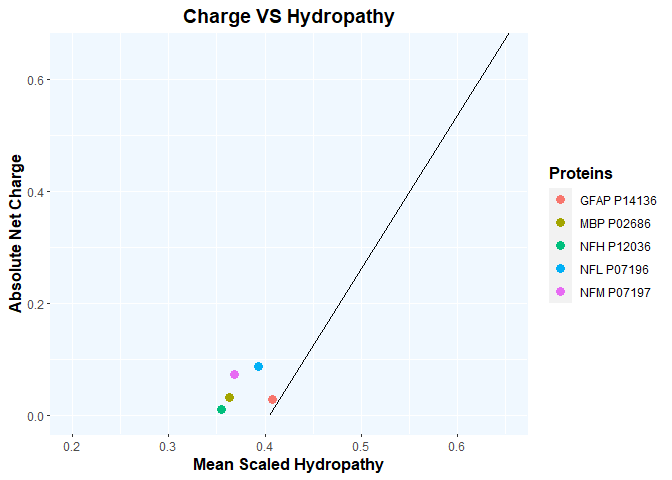 Charge VS Hydropathy
Absolute Net Charge
0.6
0.4
0.2
0.0
0.2 0.3 0.4 0.5 0.6
Mean Scaled Hydropathy
Proteins
GFAP P14136
MBP P02686
NFH P12036
NFL P07196
NFM P07197